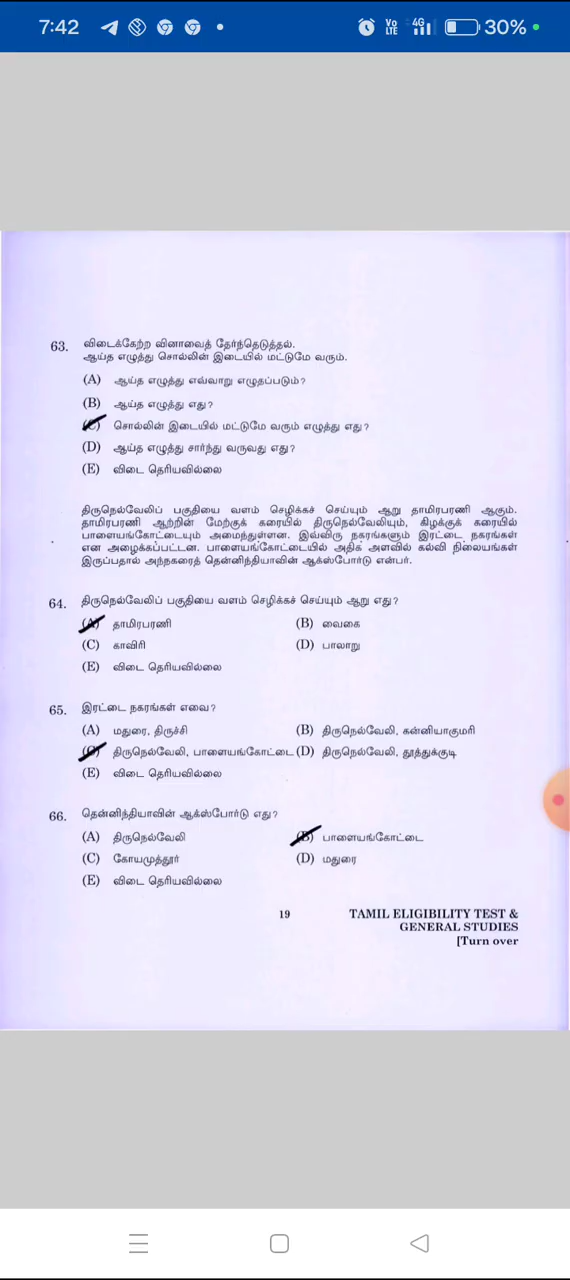 7:42
Vo LTE 4G 30%
63. விடைக்கேற்ற வினாவைத் தேர்ந்தெடுத்தல்.
ஆய்த எழுத்து சொல்லின் இடையில் மட்டுமே வரும்.
(A) ஆய்த எழுத்து எவ்வாறு எழுதப்படும்?
(B) ஆய்த எழுத்து எது?
(C) சொல்லின் இடையில் மட்டுமே வரும் எழுத்து எது?
(D) ஆய்த எழுத்து சார்ந்து வருவது எது?
(E) விடை தெரியவில்லை
திருநெல்வேலிப் பகுதியை வளம் செழிக்கச் செய்யும் ஆறு தாமிரபரணி ஆகும்.
தாமிரபரணி ஆற்றின் மேற்குக் கரையில் திருநெல்வேலியும், கிழக்குக் கரையில்
பாளையங்கோட்டையும் அமைந்துள்ளன. இவ்விரு நகரங்களும் இரட்டை நகரங்கள்
என அழைக்கப்பட்டன. பாளையங்கோட்டையில் அதிக அளவில் கல்வி நிலையங்கள்
இருப்பதால் அந்நகரைத் தென்னிந்தியாவின் ஆக்ஸ்போர்டு என்பர்.
64. திருநெல்வேலிப் பகுதியை வளம் செழிக்கச் செய்யும் ஆறு எது?
(A) தாமிரபரணி (B) வைகை
(C) காவிரி (D) பாலாறு
(E) விடை தெரியவில்லை
65. இரட்டை நகரங்கள் எவை?
(A) மதுரை, திருச்சி (B) திருநெல்வேலி, கன்னியாகுமரி
(C) திருநெல்வேலி, பாளையங்கோட்டை (D) திருநெல்வேலி, தூத்துக்குடி
(E) விடை தெரியவில்லை
66. தென்னிந்தியாவின் ஆக்ஸ்போர்டு எது?
(A) திருநெல்வேலி (B) பாளையங்கோட்டை
(C) கோயமுத்தூர் (D) மதுரை
(E) விடை தெரியவில்லை
19 TAMIL ELIGIBILITY TEST &
GENERAL STUDIES
[Turn over